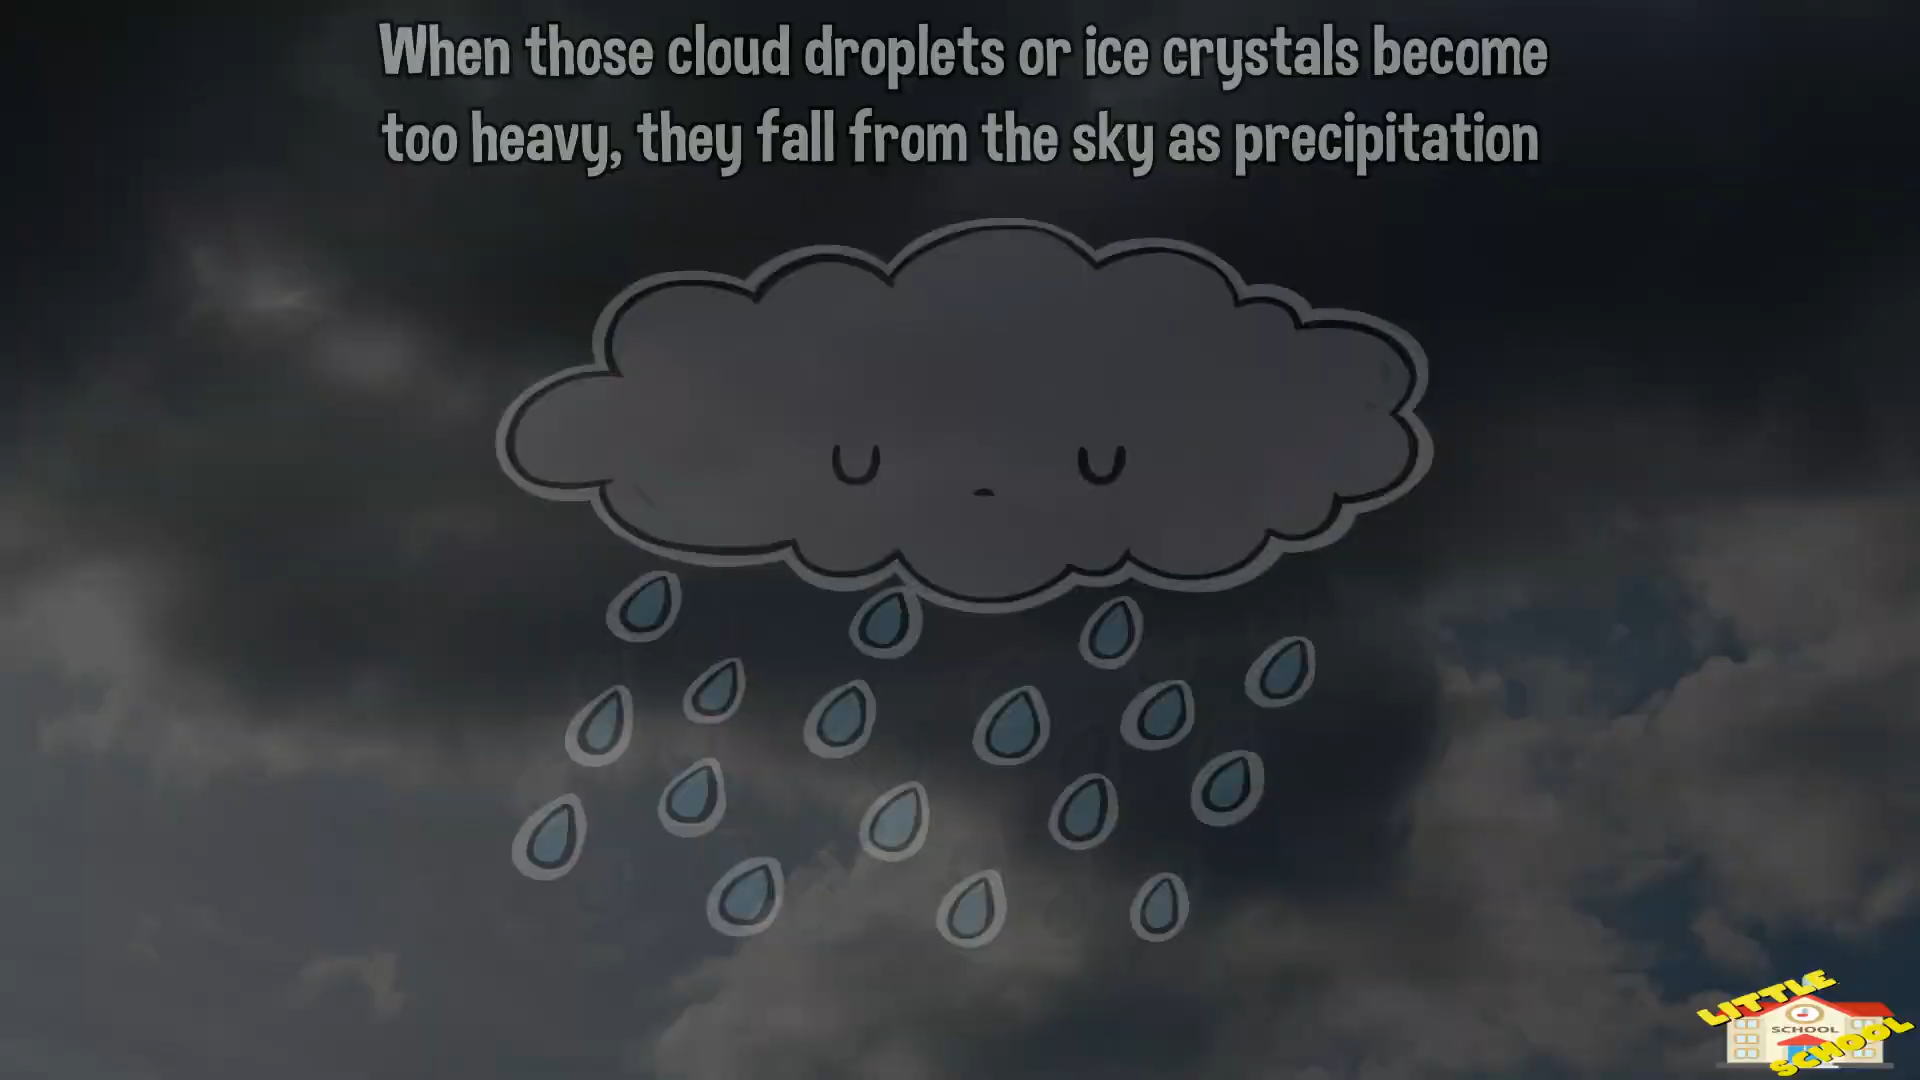 When those cloud droplets or ice crystals become
too heavy, they fall from the sky as precipitation
LITTLE
SCHOOL
SCHOOL